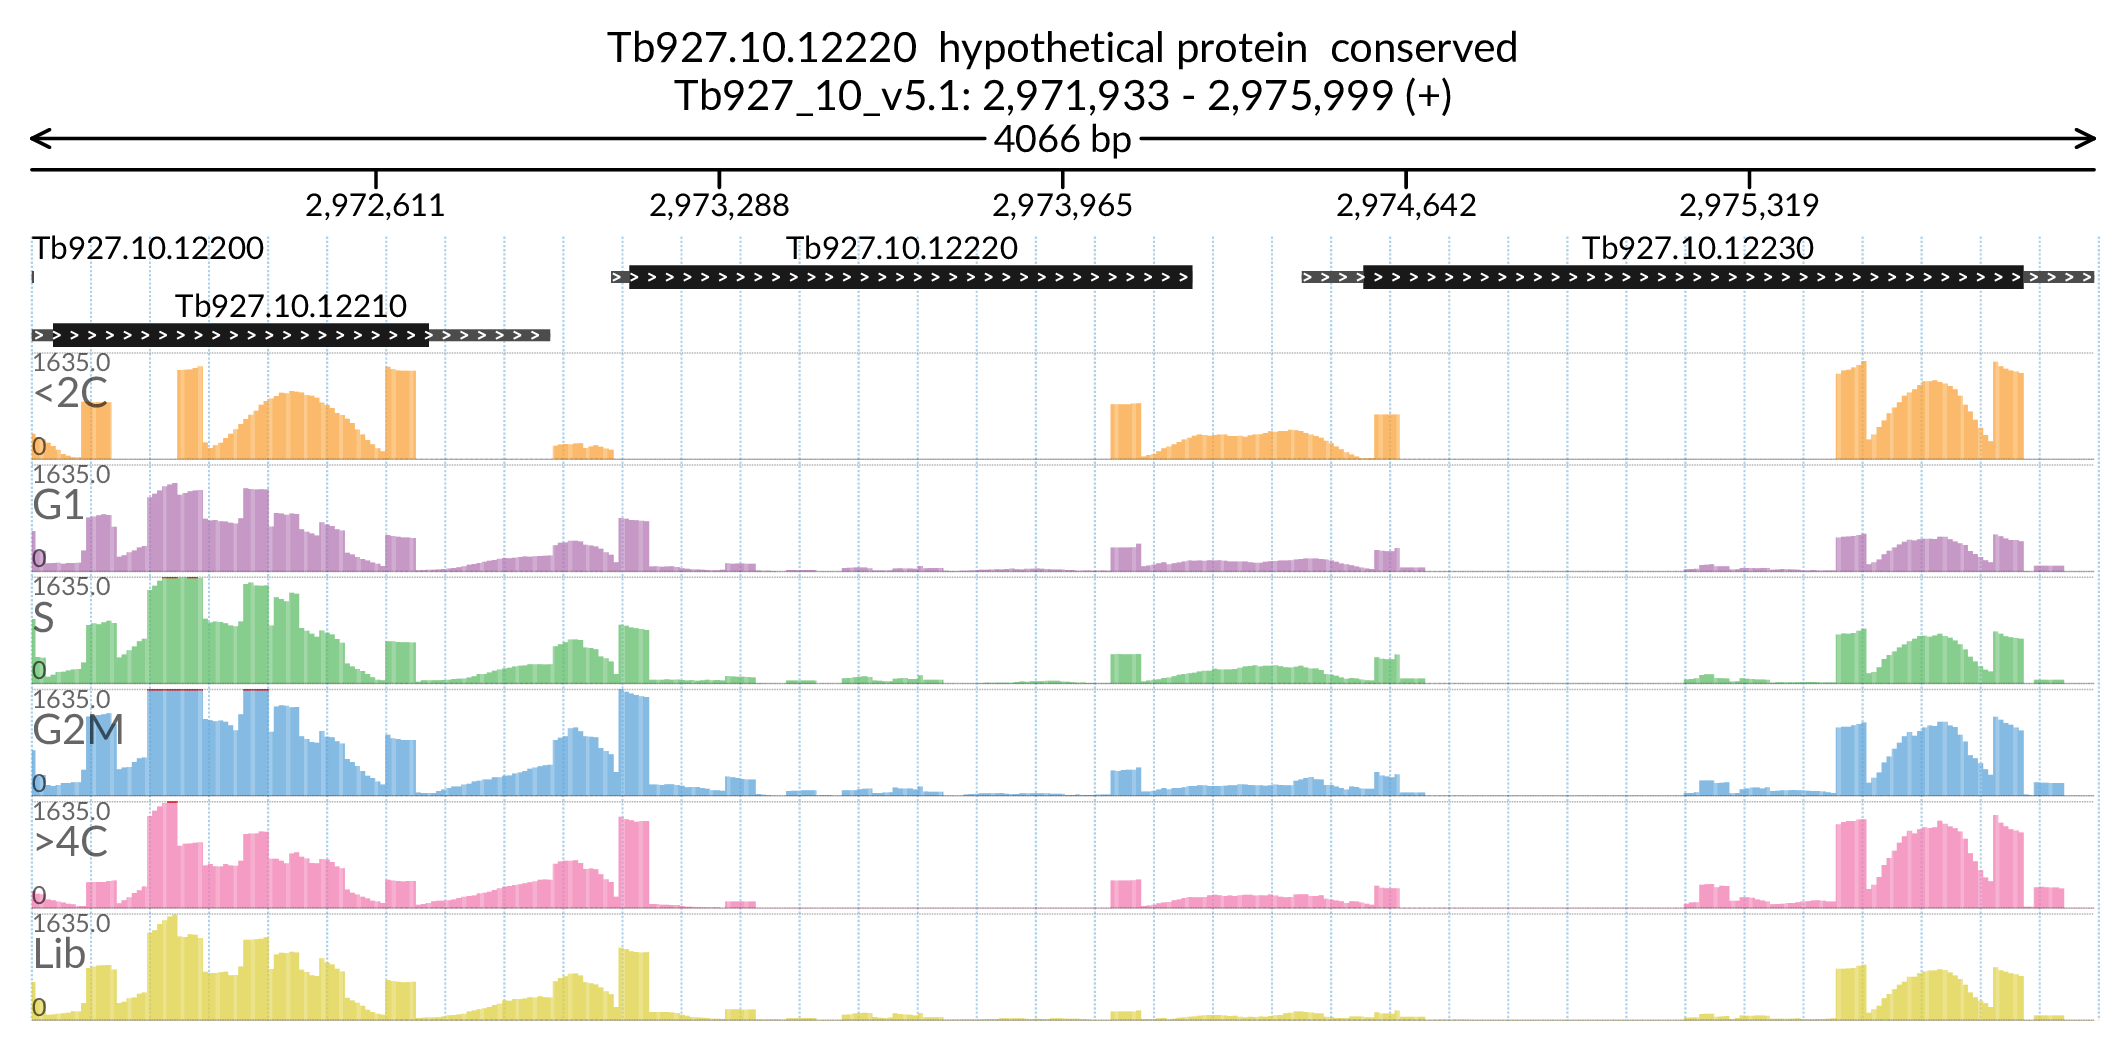 Tb927.10.12220 hypothetical protein conserved
Tb927_10_v5.1: 2,971,933 - 2,975,999 (+)
4066 bp
2,972,611 2,973,288 2,973,965 2,974,642 2,975,319
Tb927.10.12200 Tb927.10.12220 Tb927.10.12230
Tb927.10.12210
1635.0
<2C
0
1635.0
G1
0
1635.0
S
0
1635.0
G2M
0
1635.0
>4C
0
1635.0
Lib
0